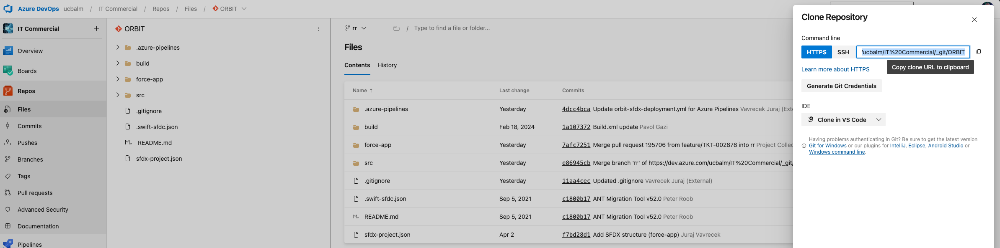 Azure DevOps ucbalm / IT Commercial / Repos / Files / ORBIT
IT Commercial
Overview
Boards
Repos
Files
Commits
Pushes
Branches
Tags
Pull requests
Advanced Security
Documentation
Pipelines
ORBIT
.azure-pipelines
build
force-app
src
.gitignore
.swift-sfdc.json
README.md
sfdx-project.json
rr / Type to find a file or folder...
Files
Contents History
Name ↑ Last change Commits
.azure-pipelines Yesterday 4dcc4bca Update orbit-sfdx-deployment.yml for Azure Pipelines Vavrecek Juraj (Exte
build Feb 18, 2024 1a107372 Build.xml update Pavol Gazi
force-app Yesterday 7afc7251 Merge pull request 195706 from feature/TKT-002878 into rr Project Collec
src Yesterday e86945cb Merge branch 'rr' of https://dev.azure.com/ucbalm/IT%20Commercial/_git/
.gitignore Yesterday 11aa4cec Updated .gitignore Vavrecek Juraj (External)
.swift-sfdc.json Sep 5, 2021 c1800b17 ANT Migration Tool v52.0 Peter Roob
README.md Sep 5, 2021 c1800b17 ANT Migration Tool v52.0 Peter Roob
sfdx-project.json Apr 2 f7bd28d1 Add SFDX structure (force-app) Juraj Vavrecek
Clone Repository
Command line
HTTPS SSH /ucbalm/IT%20Commercial/_git/ORBIT
Copy clone URL to clipboard
Learn more about HTTPS
Generate Git Credentials
IDE
Clone in VS Code
Having problems authenticating in Git? Be sure to get the latest version
Git for Windows or our plugins for IntelliJ, Eclipse, Android Studio or
Windows command line.